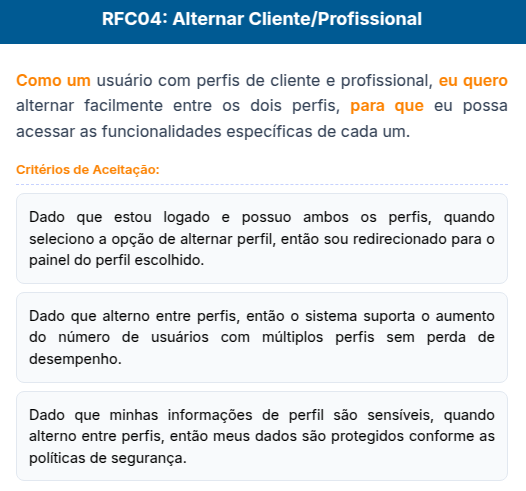 RFC04: Alternar Cliente/Profissional
Como um usuário com perfis de cliente e profissional, eu quero
alternar facilmente entre os dois perfis, para que eu possa
acessar as funcionalidades específicas de cada um.
Critérios de Aceitação:
Dado que estou logado e possuo ambos os perfis, quando
seleciono a opção de alternar perfil, então sou redirecionado para o
painel do perfil escolhido.
Dado que alterno entre perfis, então o sistema suporta o aumento
do número de usuários com múltiplos perfis sem perda de
desempenho.
Dado que minhas informações de perfil são sensíveis, quando
alterno entre perfis, então meus dados são protegidos conforme as
políticas de segurança.